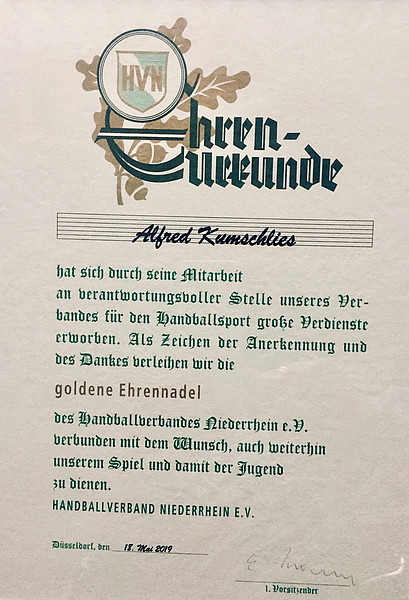 HVN
Ehren-
Urkunde
Alfred Kumschlies
hat sich durch seine Mitarbeit
an verantwortungsvoller Stelle unseres Ver-
bandes für den Handballsport große Verdienste
erworben. Als Zeichen der Anerkennung und
des Dankes verleihen wir die
goldene Ehrennadel
des Handballverbandes Niederrhein e.V.
verbunden mit dem Wunsch, auch weiterhin
unserem Spiel und damit der Jugend
zu dienen.
HANDBALLVERBAND NIEDERRHEIN E.V.
Düsseldorf, den 18. Mai 2019
1. Vorsitzender